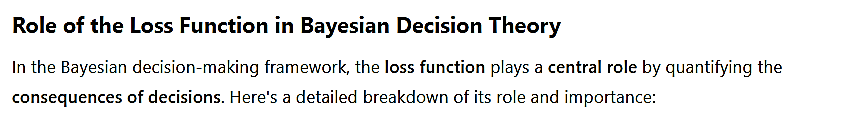 Role of the Loss Function in Bayesian Decision Theory
In the Bayesian decision-making framework, the loss function plays a central role by quantifying the
consequences of decisions. Here's a detailed breakdown of its role and importance: